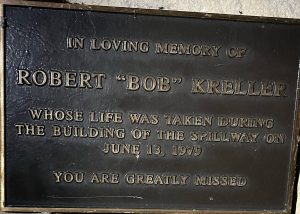 IN LOVING MEMORY OF
ROBERT "BOB" KRELLER
WHOSE LIFE WAS TAKEN DURING
THE BUILDING OF THE SPILLWAY ON
JUNE 13, 1979
YOU ARE GREATLY MISSED